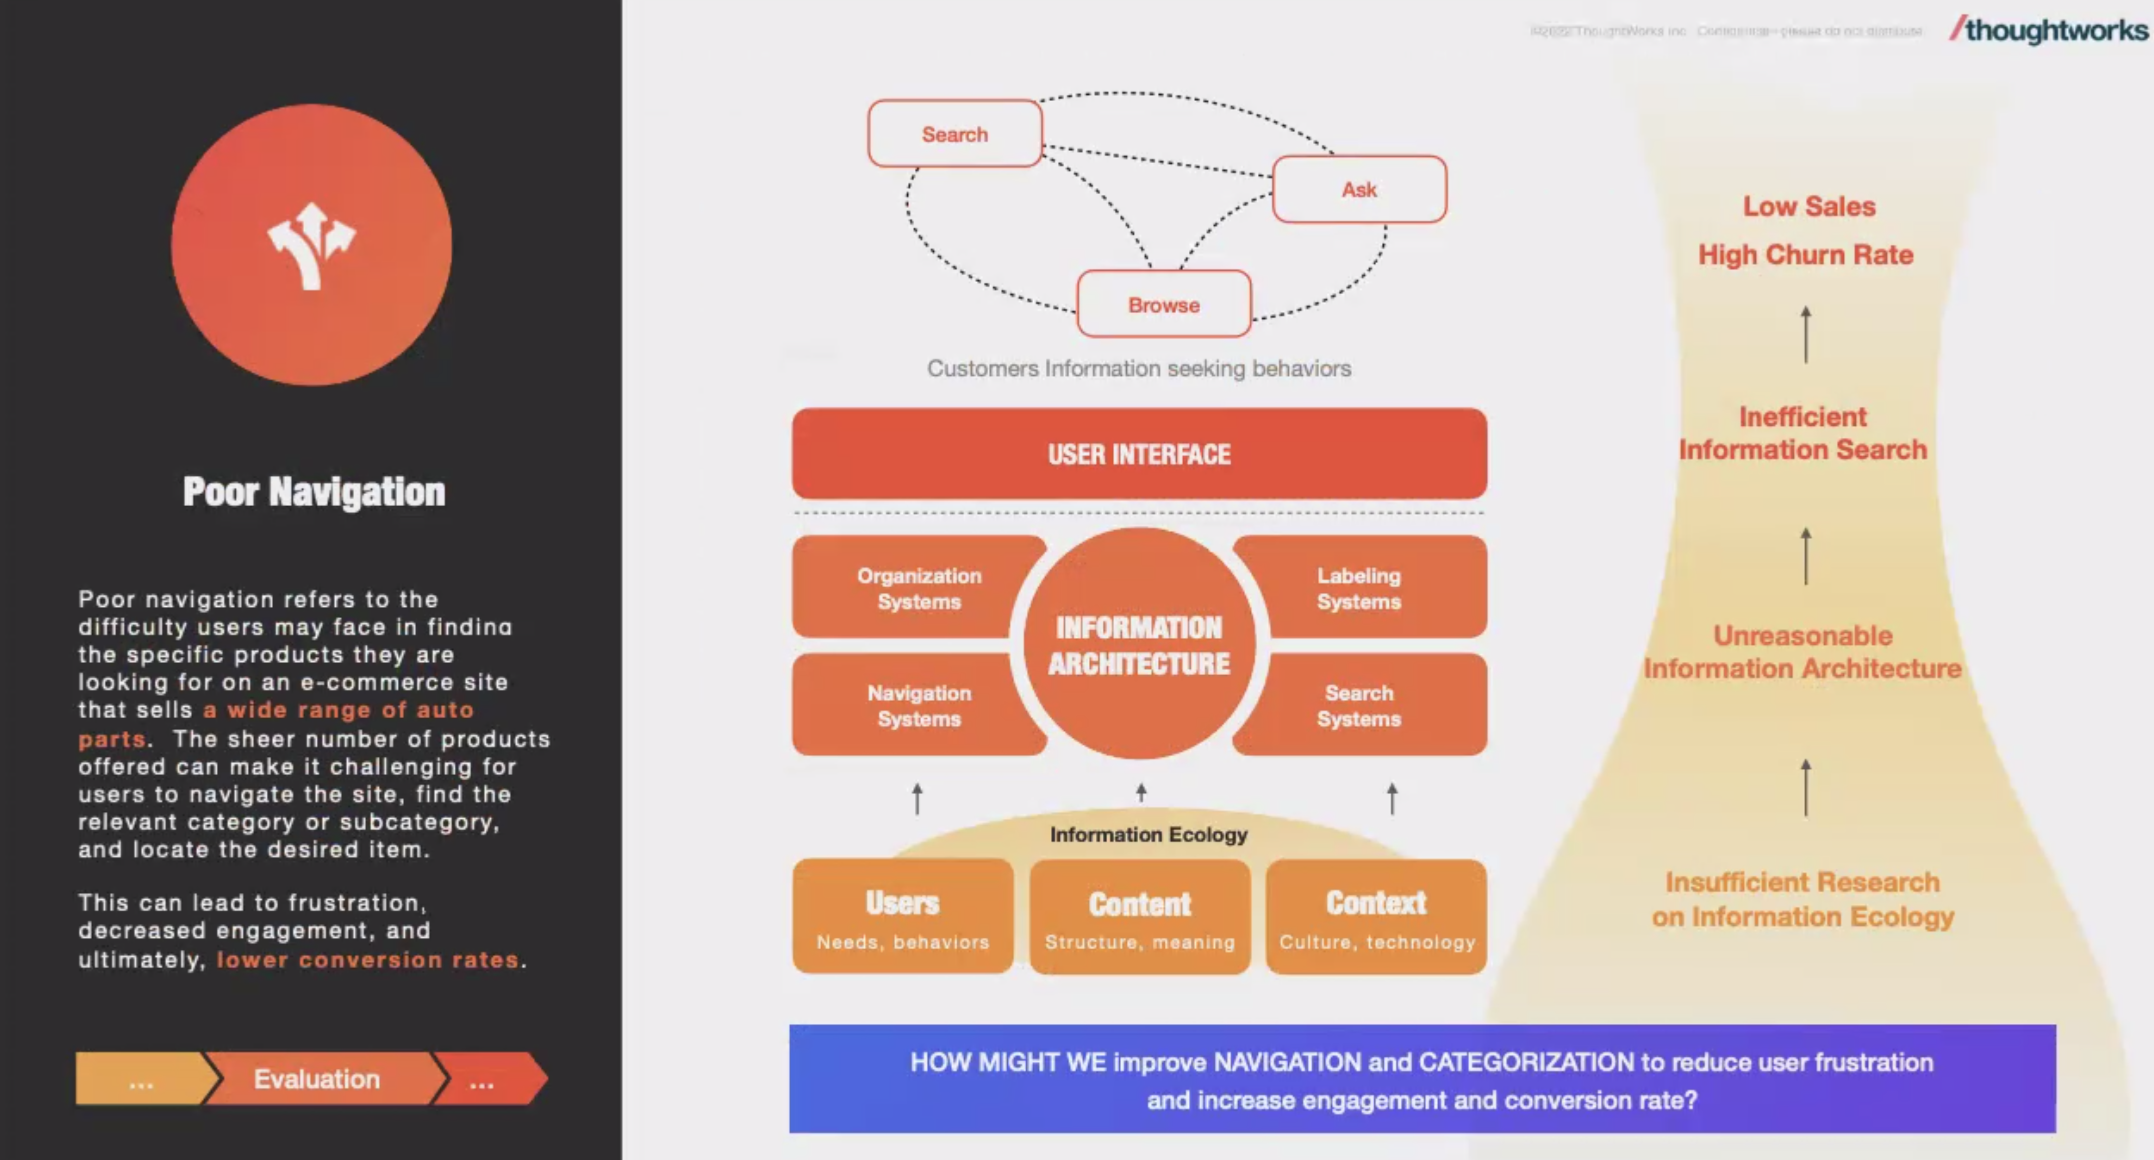 /thoughtworks
Poor Navigation
Poor navigation refers to the
difficulty users may face in finding
the specific products they are
looking for on an e-commerce site
that sells a wide range of auto
parts. The sheer number of products
offered can make it challenging for
users to navigate the site, find the
relevant category or subcategory,
and locate the desired item.
This can lead to frustration,
decreased engagement, and
ultimately, lower conversion rates.
...
Evaluation
...
Search
Ask
Browse
Customers Information seeking behaviors
USER INTERFACE
Organization
Systems
Labeling
Systems
INFORMATION
ARCHITECTURE
Navigation
Systems
Search
Systems
Information Ecology
Users
Needs, behaviors
Content
Structure, meaning
Context
Culture, technology
Low Sales
High Churn Rate
Inefficient
Information Search
Unreasonable
Information Architecture
Insufficient Research
on Information Ecology
HOW MIGHT WE improve NAVIGATION and CATEGORIZATION to reduce user frustration
and increase engagement and conversion rate?